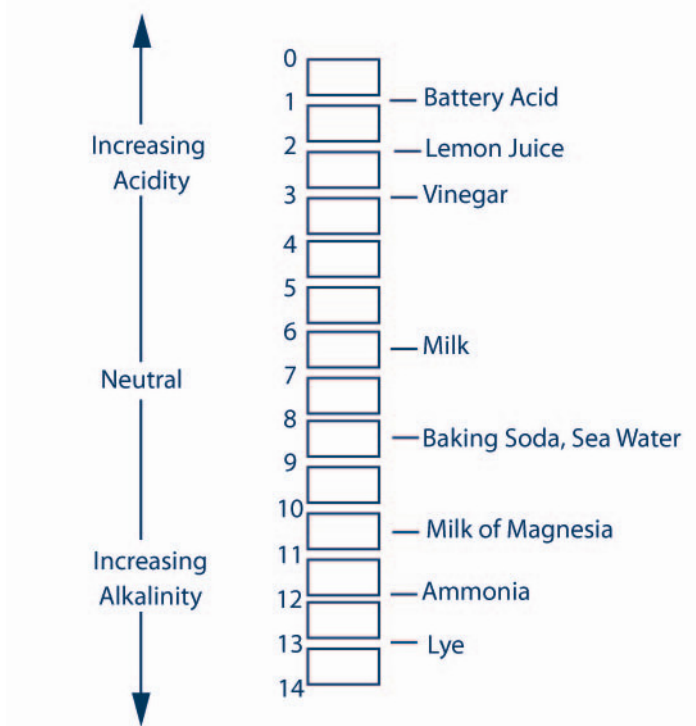 0
1
Battery Acid
Increasing
Acidity
2
Lemon Juice
3
Vinegar
4
5
6
Milk
Neutral
7
8
Baking Soda, Sea Water
9
10
Milk of Magnesia
Increasing
Alkalinity
11
12
Ammonia
13
Lye
14